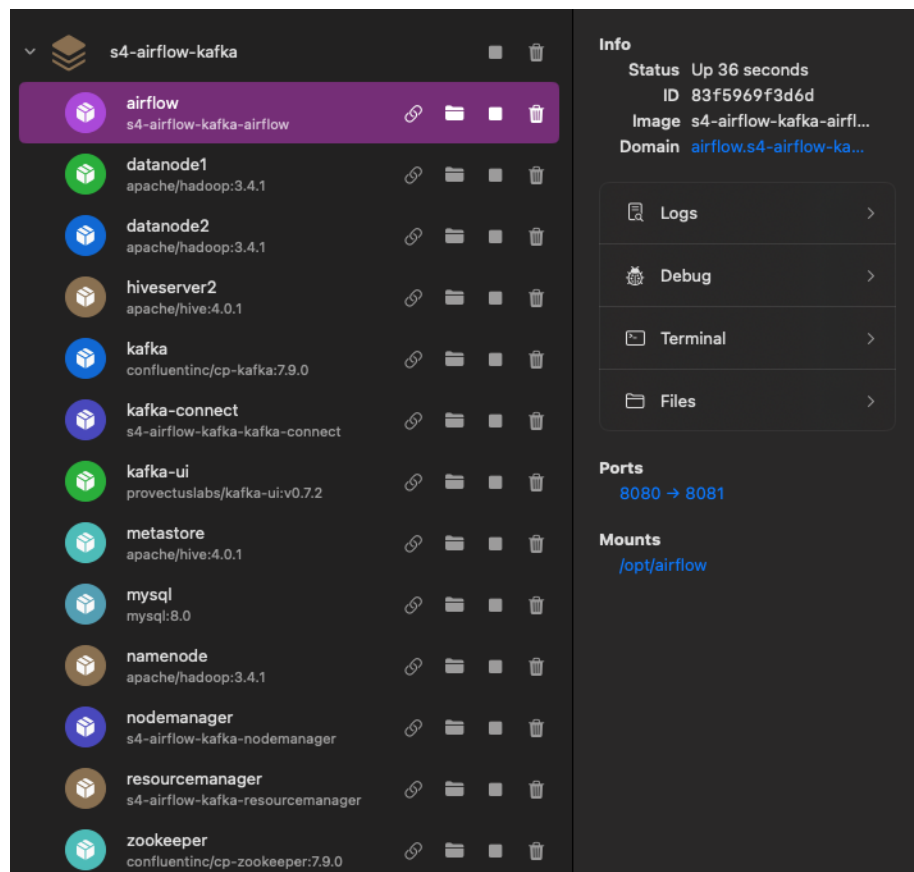 s4-airflow-kafka
airflow
s4-airflow-kafka-airflow
datanode1
apache/hadoop:3.4.1
datanode2
apache/hadoop:3.4.1
hiveserver2
apache/hive:4.0.1
kafka
confluentinc/cp-kafka:7.9.0
kafka-connect
s4-airflow-kafka-kafka-connect
kafka-ui
provectuslabs/kafka-ui:v0.7.2
metastore
apache/hive:4.0.1
mysql
mysql:8.0
namenode
apache/hadoop:3.4.1
nodemanager
s4-airflow-kafka-nodemanager
resourcemanager
s4-airflow-kafka-resourcemanager
zookeeper
confluentinc/cp-zookeeper:7.9.0
Info
Status Up 36 seconds
ID 83f5969f3d6d
Image s4-airflow-kafka-airfl...
Domain airflow.s4-airflow-ka...
Logs
Debug
Terminal
Files
Ports
8080 → 8081
Mounts
/opt/airflow